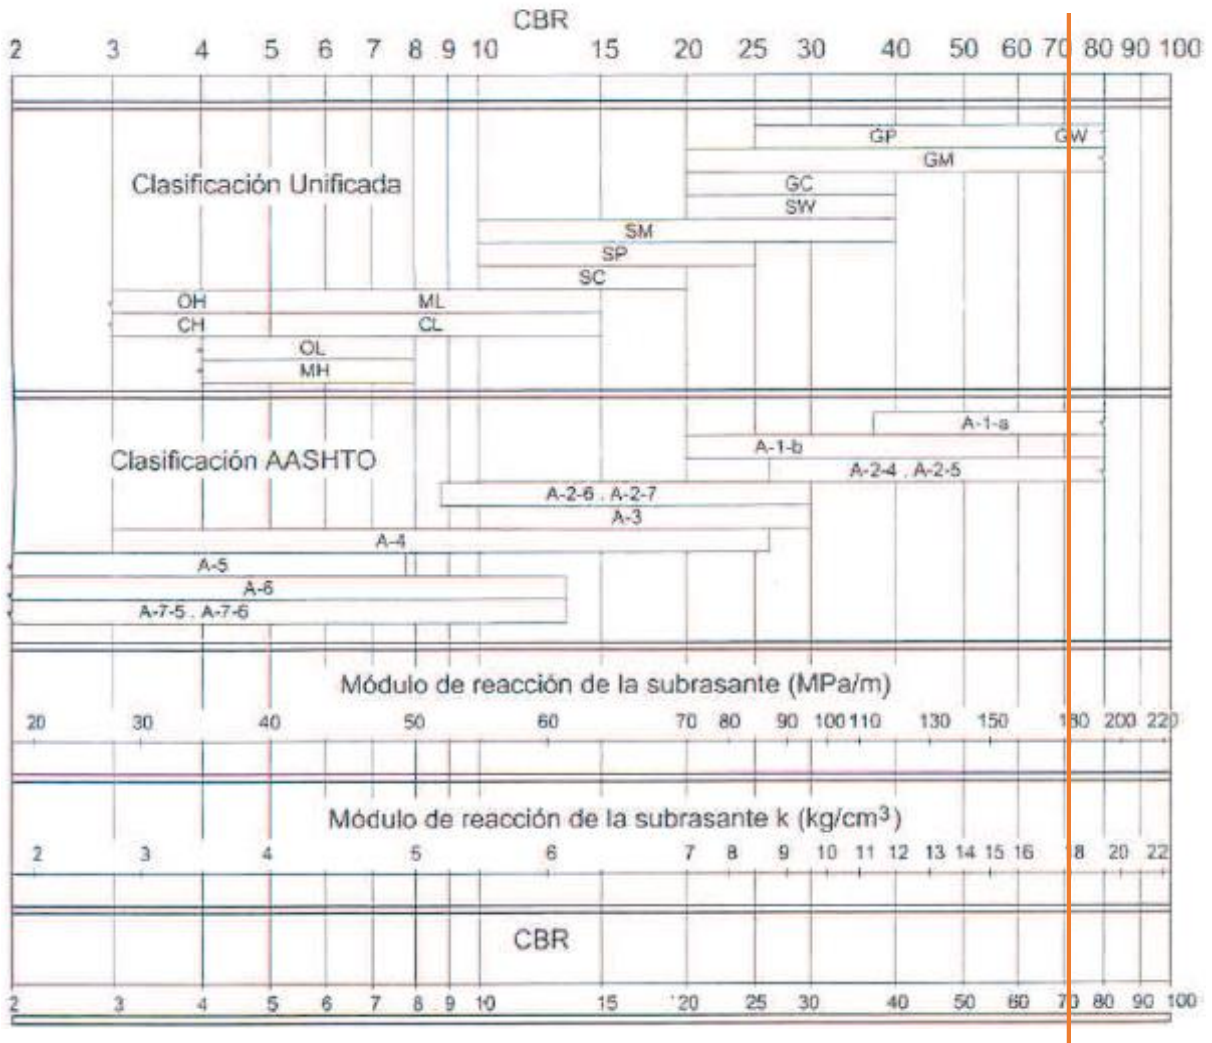 CBR
2 3 4 5 6 7 8 9 10 15 20 25 30 40 50 60 70 80 90 100
GP GW
GM
Clasificación Unificada
GC
SW
SM
SP
SC
OH ML
CH CL
OL
MH
A-1-a
A-1-b
Clasificación AASHTO
A-2-4 . A-2-5
A-2-6 . A-2-7
A-3
A-4
A-5
A-6
A-7-5 . A-7-6
Módulo de reacción de la subrasante (MPa/m)
20 30 40 50 60 70 80 90 100 110 130 150 180 200 220
Módulo de reacción de la subrasante k (kg/cm³)
2 3 4 5 6 7 8 9 10 11 12 13 14 15 16 18 20 22
CBR
2 3 4 5 6 7 8 9 10 15 20 25 30 40 50 60 70 80 90 100